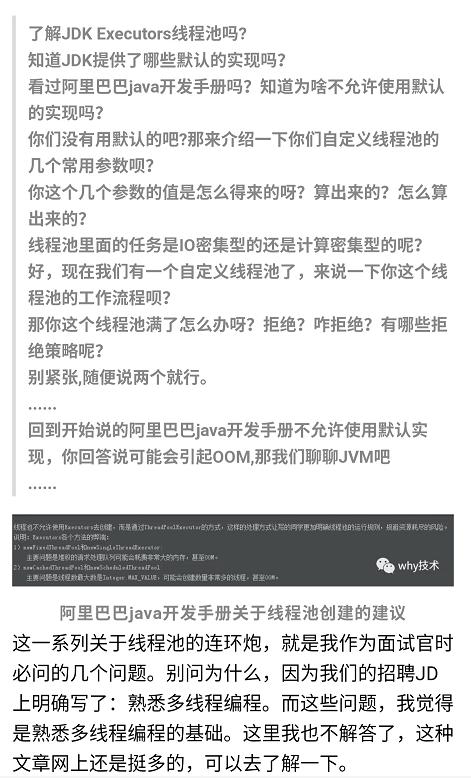 了解JDK Executors线程池吗?
知道JDK提供了哪些默认的实现吗?
看过阿里巴巴java开发手册吗？知道为啥不允许使用默认
的实现吗?
你们没有用默认的吧?那来介绍一下你们自定义线程池的
几个常用参数呗？
你这个几个参数的值是怎么得来的呀？算出来的？怎么算
出来的？
线程池里面的任务是IO密集型的还是计算密集型的呢？
好，现在我们有一个自定义线程池了，来说一下你这个线
程池的工作流程呗？
那你这个线程池满了怎么办呀？拒绝？咋拒绝？有哪些拒
绝策略呢？
别紧张,随便说两个就行。
......
回到开始说的阿里巴巴java开发手册不允许使用默认实
现，你回答说可能会引起OOM,那我们聊聊JVM吧
......
线程池不允许使用Executors去创建，而是通过ThreadPoolExecutor的方式，这样的处理方式让写的同学更加明确线程池的运行规则，规避资源耗尽的风险。
说明：Executors各个方法的弊端：
1）newFixedThreadPool和newSingleThreadExecutor:
主要问题是堆积的请求处理队列可能会耗费非常大的内存，甚至OOM。
2）newCachedThreadPool和newScheduledThreadPool
主要问题是线程数最大数是Integer.MAX_VALUE，可能会创建数量非常多的线程，甚至OOM。
why技术
阿里巴巴java开发手册关于线程池创建的建议
这一系列关于线程池的连环炮，就是我作为面试官时
必问的几个问题。别问为什么，因为我们的招聘JD
上明确写了：熟悉多线程编程。而这些问题，我觉得
是熟悉多线程编程的基础。这里我也不解答了，这种
文章网上还是挺多的，可以去了解一下。